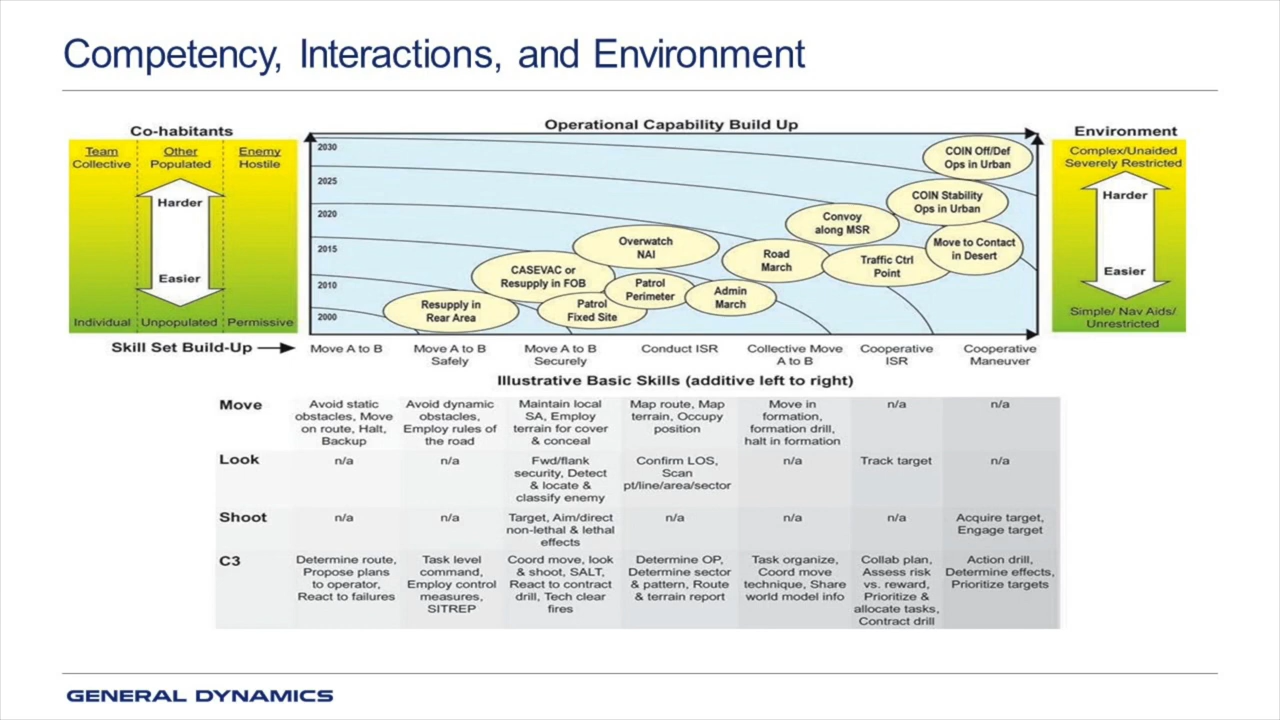 Competency, Interactions, and Environment
Operational Capability Build Up
Co-habitants
Team
Collective
Other
Populated
Enemy
Hostile
Harder
Easier
Individual
Unpopulated
Permissive
2030
2025
2020
2015
2010
2000
COIN Off/Def
Ops in Urban
COIN Stability
Ops in Urban
Convoy
along MSR
Move to Contact
in Desert
Overwatch
NAI
Road
March
Traffic Ctrl
Point
CASEVAC or
Resupply in FOB
Patrol
Perimeter
Admin
March
Resupply in
Rear Area
Patrol
Fixed Site
Environment
Complex/Unaided
Severely Restricted
Harder
Easier
Simple/ Nav Aids/
Unrestricted
Skill Set Build-Up
Move A to B
Move A to B
Safely
Move A to B
Securely
Conduct ISR
Collective Move
A to B
Cooperative
ISR
Cooperative
Maneuver
Illustrative Basic Skills (additive left to right)
Move
Avoid static
obstacles, Move
on route, Halt,
Backup
Avoid dynamic
obstacles,
Employ rules of
the road
Maintain local
SA, Employ
terrain for cover
& conceal
Map route, Map
terrain, Occupy
position
Move in
formation,
formation drill,
halt in formation
n/a
n/a
Look
n/a
n/a
Fwd/flank
security, Detect
& locate &
classify enemy
Confirm LOS,
Scan
pt/line/area/sector
n/a
Track target
n/a
Shoot
n/a
n/a
Target, Aim/direct
non-lethal & lethal
effects
n/a
n/a
n/a
Acquire target,
Engage target
C3
Determine route,
Propose plans
to operator,
React to failures
Task level
command,
Employ control
measures,
SITREP
Coord move, look
& shoot, SALT,
React to contract
drill, Tech clear
fires
Determine OP,
Determine sector
& pattern, Route
& terrain report
Task organize,
Coord move
technique, Share
world model info
Collab plan,
Assess risk
vs. reward,
Prioritize &
allocate tasks,
Contract drill
Action drill,
Determine effects,
Prioritize targets
GENERAL DYNAMICS